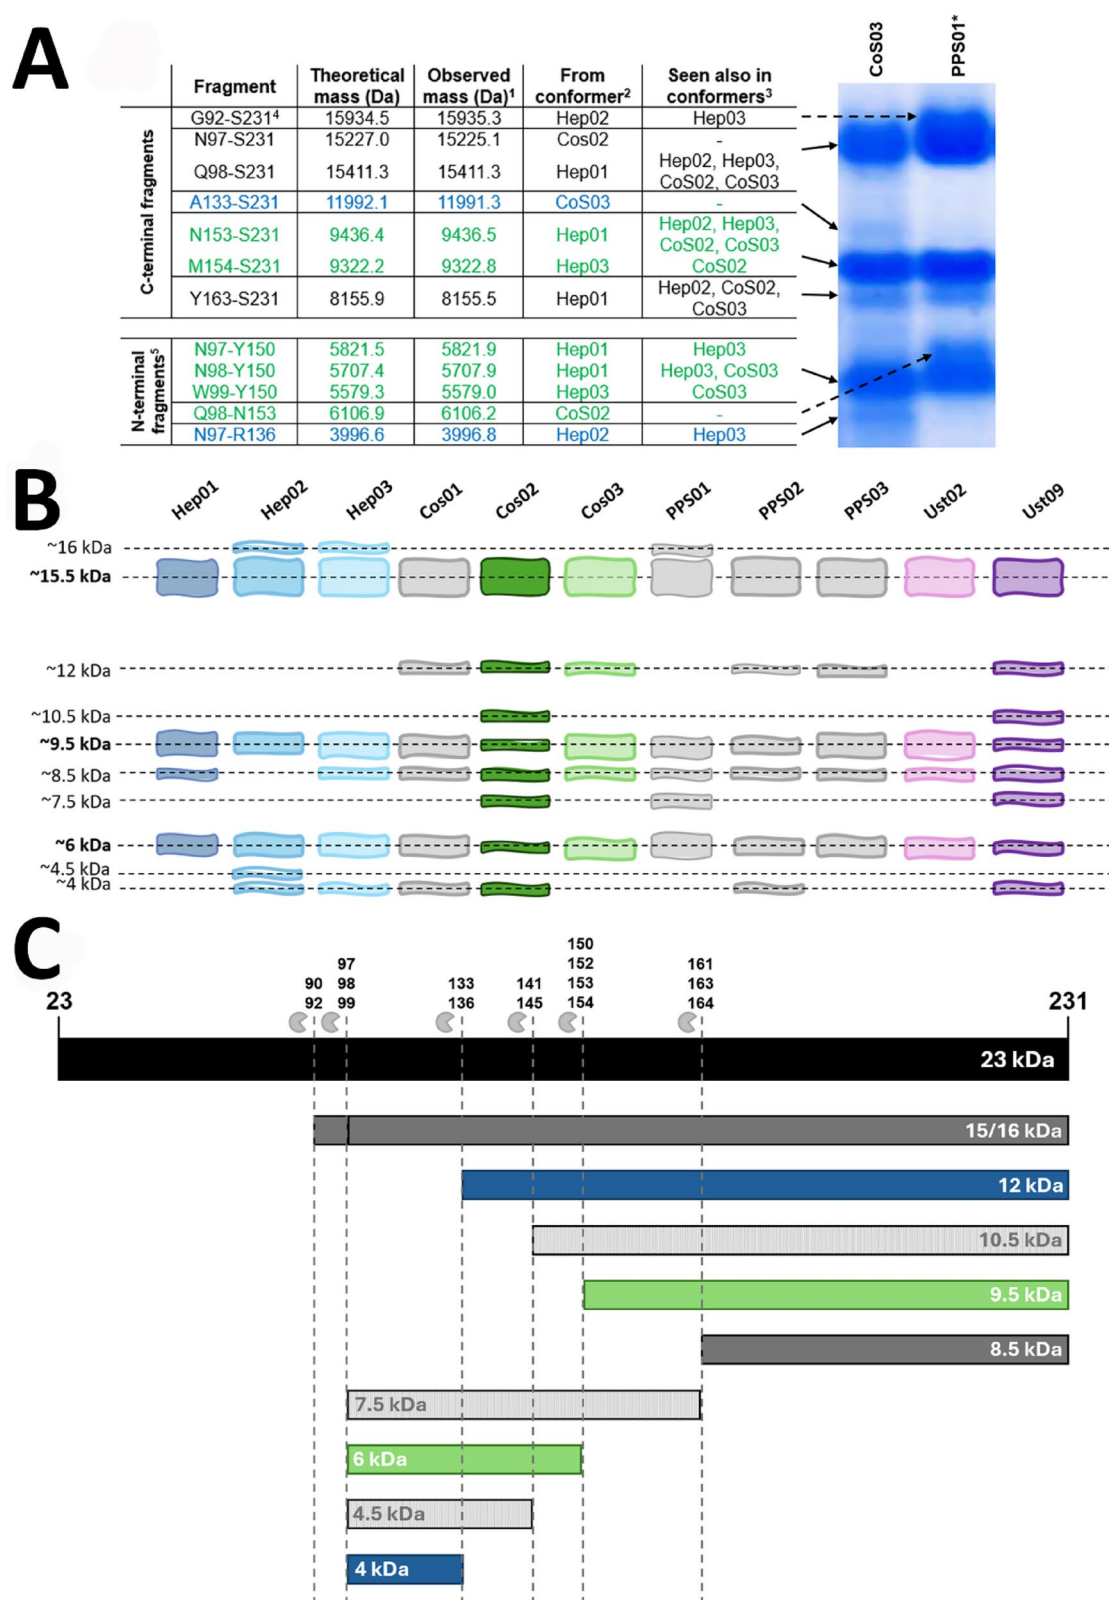 A
CoS03
PPS01*
Fragment Theoretical mass (Da) Observed mass (Da)1 From conformer2 Seen also in conformers3
C-terminal fragments
G92-S2314 15934.5 15935.3 Hep02 Hep03
N97-S231 15227.0 15225.1 Cos02 -
Q98-S231 15411.3 15411.3 Hep01 Hep02, Hep03, CoS02, CoS03
A133-S231 11992.1 11991.3 CoS03 -
N153-S231 9436.4 9436.5 Hep01 Hep02, Hep03, CoS02, CoS03
M154-S231 9322.2 9322.8 Hep03 CoS02
Y163-S231 8155.9 8155.5 Hep01 Hep02, CoS02, CoS03
N-terminal fragments5
N97-Y150 5821.5 5821.9 Hep01 Hep03
N98-Y150 5707.4 5707.9 Hep01 Hep03, CoS03
W99-Y150 5579.3 5579.0 Hep03 CoS03
Q98-N153 6106.9 6106.2 CoS02 -
N97-R136 3996.6 3996.8 Hep02 Hep03
B
Hep01 Hep02 Hep03 Cos01 Cos02 Cos03 PPS01 PPS02 PPS03 Ust02 Ust09
~16 kDa
~15.5 kDa
~12 kDa
~10.5 kDa
~9.5 kDa
~8.5 kDa
~7.5 kDa
~6 kDa
~4.5 kDa
~4 kDa
C
150
97 152 161
90 98 133 141 153 163
23 92 99 136 145 154 164 231
23 kDa
15/16 kDa
12 kDa
10.5 kDa
9.5 kDa
8.5 kDa
7.5 kDa
6 kDa
4.5 kDa
4 kDa